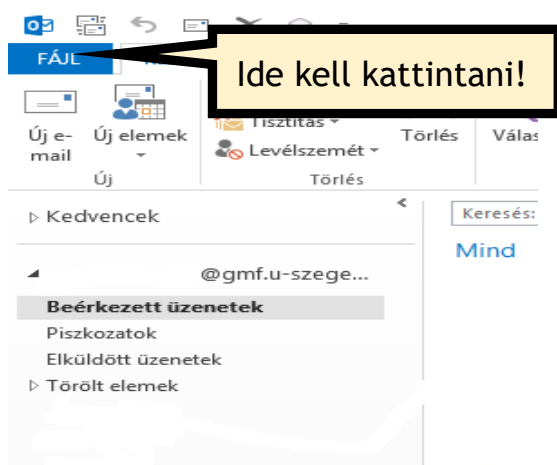 FÁJL
Ide kell kattintani!
Új e-
mail
Új elemek
Tisztítás
Levélszemét
Törlés
Új
Törlés
Kedvencek
Keresés:
Mind
@gmf.u-szege...
Beérkezett üzenetek
Piszkozatok
Elküldött üzenetek
Törölt elemek